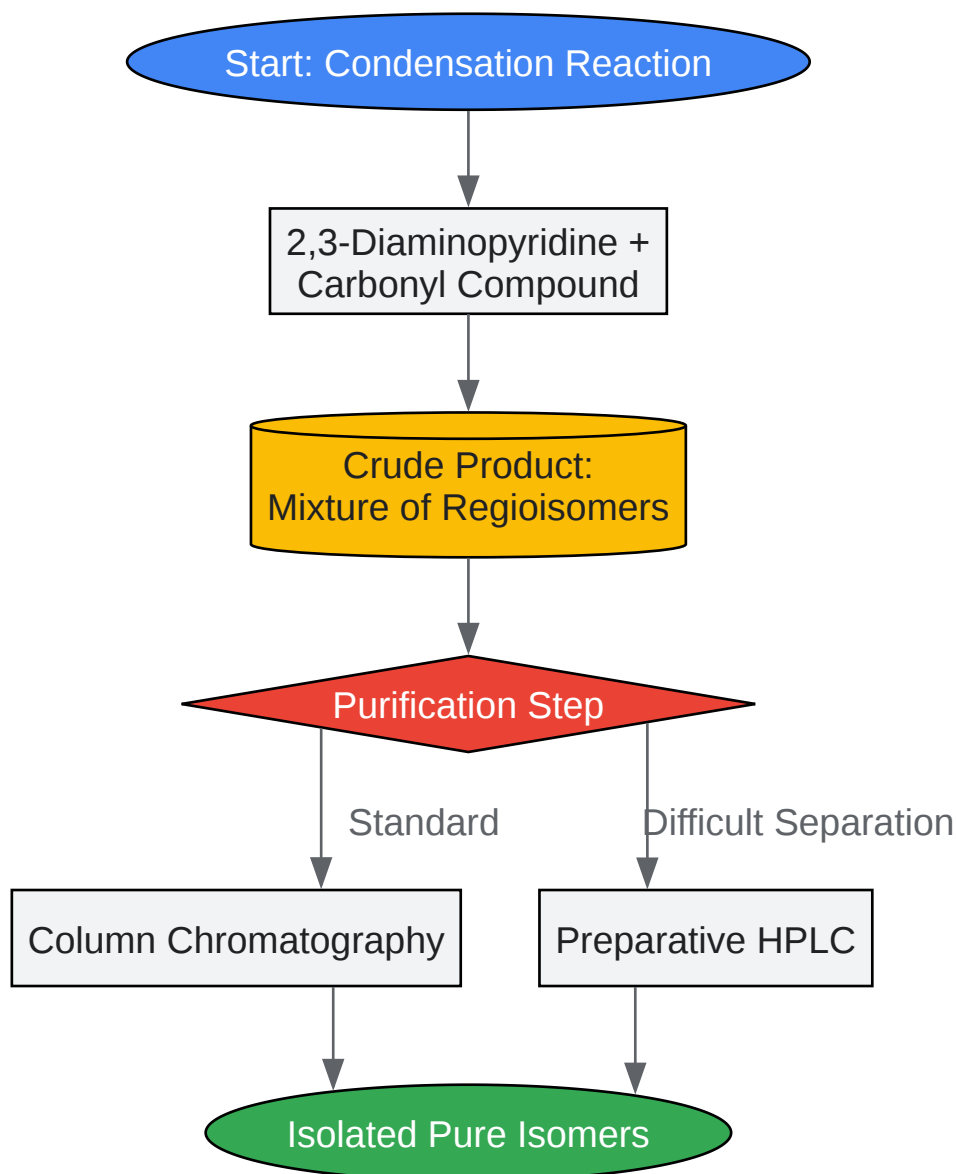 Start: Condensation Reaction
2,3-Diaminopyridine +
Carbonyl Compound
Crude Product:
Mixture of Regioisomers
Purification Step
Standard
Difficult Separation
Column Chromatography
Preparative HPLC
Isolated Pure Isomers